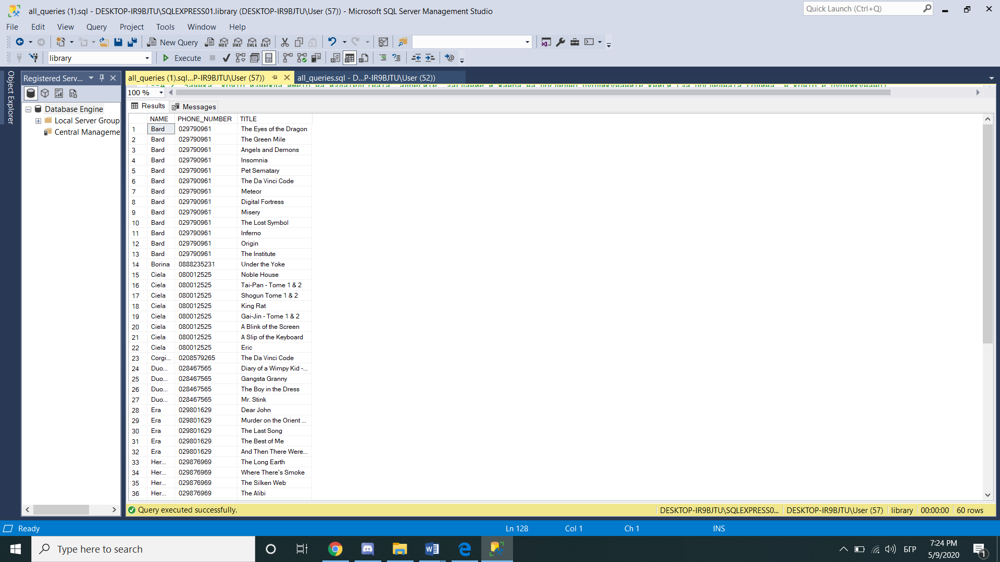 all_queries (1).sql - DESKTOP-IR9BJTU\SQLEXPRESS01.library (DESKTOP-IR9BJTU\User (57)) - Microsoft SQL Server Management Studio
Quick Launch (Ctrl+Q)
File Edit View Query Project Tools Window Help
New Query MDX DMX XMLA DAX
library Execute
Object Explorer
Registered Serv...
all_queries (1).sql...P-IR9BJTU\User (57)) all_queries.sql - D...P-IR9BJTU\User (52))
100 %
Database Engine
Local Server Group
Central Manageme
Results Messages
NAME PHONE_NUMBER TITLE
1 Bard 029790961 The Eyes of the Dragon
2 Bard 029790961 The Green Mile
3 Bard 029790961 Angels and Demons
4 Bard 029790961 Insomnia
5 Bard 029790961 Pet Sematary
6 Bard 029790961 The Da Vinci Code
7 Bard 029790961 Meteor
8 Bard 029790961 Digital Fortress
9 Bard 029790961 Misery
10 Bard 029790961 The Lost Symbol
11 Bard 029790961 Inferno
12 Bard 029790961 Origin
13 Bard 029790961 The Institute
14 Borina 0888235231 Under the Yoke
15 Ciela 080012525 Noble House
16 Ciela 080012525 Tai-Pan - Tome 1 & 2
17 Ciela 080012525 Shogun Tome 1 & 2
18 Ciela 080012525 King Rat
19 Ciela 080012525 Gai-Jin - Tome 1 & 2
20 Ciela 080012525 A Blink of the Screen
21 Ciela 080012525 A Slip of the Keyboard
22 Ciela 080012525 Eric
23 Corgi... 0208579265 The Da Vinci Code
24 Duo... 028467565 Diary of a Wimpy Kid -...
25 Duo... 028467565 Gangsta Granny
26 Duo... 028467565 The Boy in the Dress
27 Duo... 028467565 Mr. Stink
28 Era 029801629 Dear John
29 Era 029801629 Murder on the Orient ...
30 Era 029801629 The Last Song
31 Era 029801629 The Best of Me
32 Era 029801629 And Then There Were...
33 Her... 029876969 The Long Earth
34 Her... 029876969 Where There's Smoke
35 Her... 029876969 The Silken Web
36 Her... 029876969 The Alibi
Query executed successfully. DESKTOP-IR9BJTU\SQLEXPRESS0... DESKTOP-IR9BJTU\User (57) library 00:00:00 60 rows
Ready Ln 128 Col 1 Ch 1 INS
Type here to search
БГР
7:24 PM
5/9/2020
1